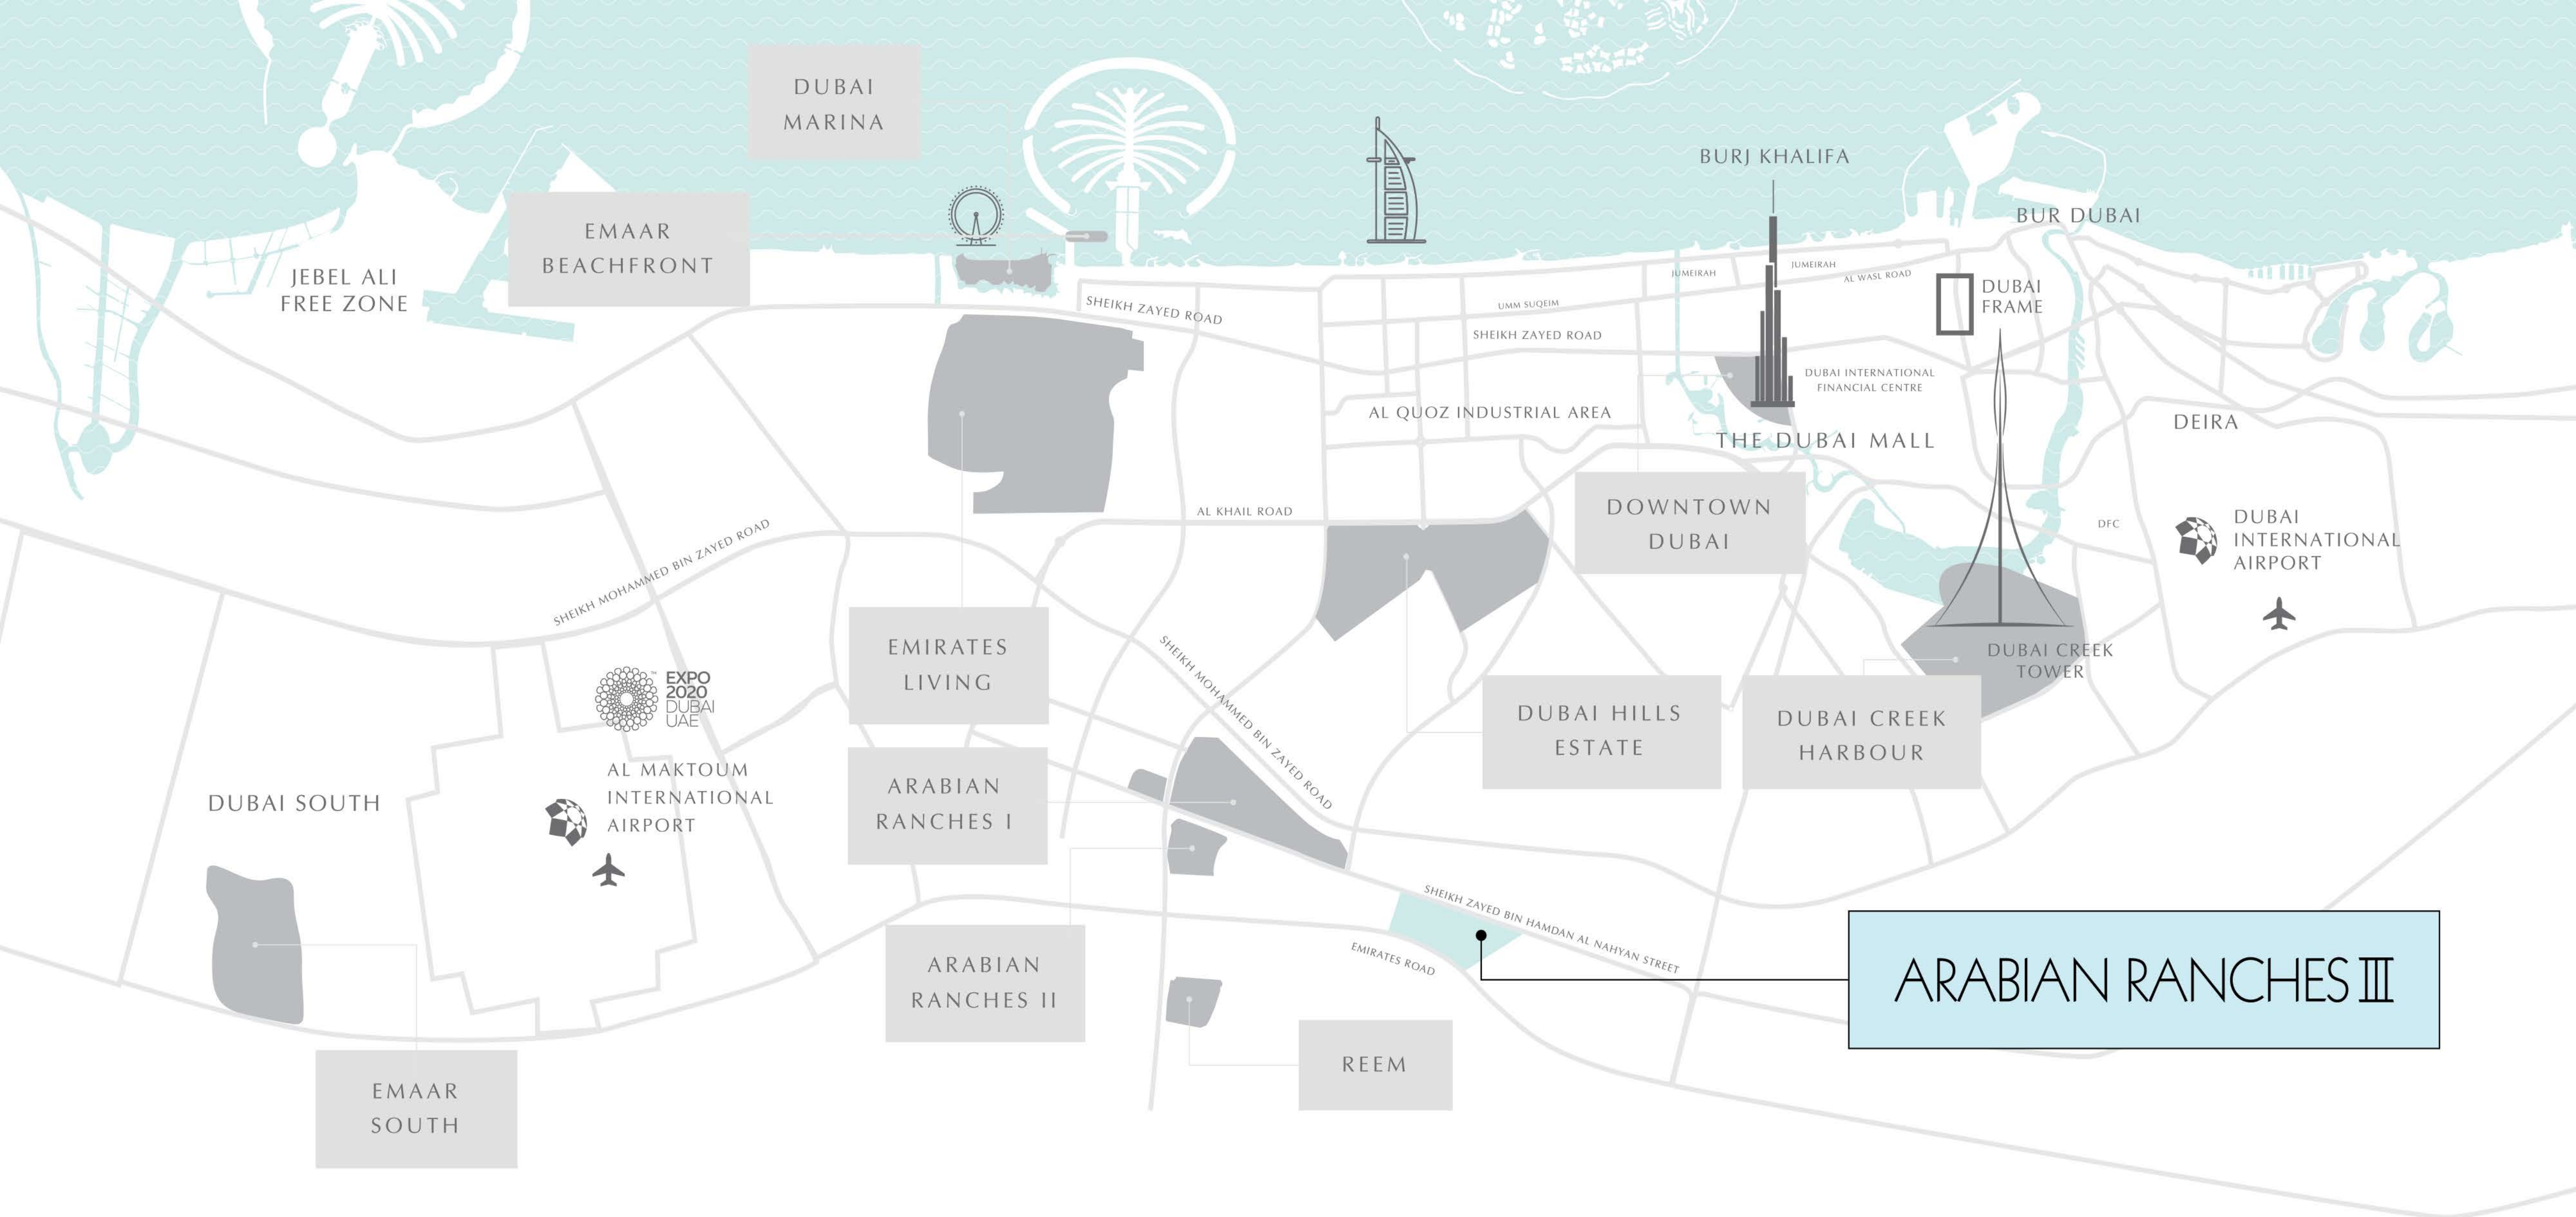 DUBAI
MARINA
BURJ KHALIFA
BUR DUBAI
EMAAR
BEACHFRONT
JEBEL ALI
FREE ZONE
JUMEIRAH
JUMEIRAH
AL WASL ROAD
DUBAI
FRAME
SHEIKH ZAYED ROAD
UMM SUQEIM
SHEIKH ZAYED ROAD
DUBAI INTERNATIONAL
FINANCIAL CENTRE
AL QUOZ INDUSTRIAL AREA
DEIRA
THE DUBAI MALL
AL KHAIL ROAD
DOWNTOWN
DUBAI
DFC
DUBAI
INTERNATIONAL
AIRPORT
SHEIKH MOHAMMED BIN ZAYED ROAD
EMIRATES
LIVING
SHEIKH MOHAMMED BIN ZAYED ROAD
DUBAI CREEK
TOWER
EXPO
2020
DUBAI
UAE
TM
DUBAI HILLS
ESTATE
DUBAI CREEK
HARBOUR
AL MAKTOUM
INTERNATIONAL
AIRPORT
DUBAI SOUTH
ARABIAN
RANCHES I
SHEIKH ZAYED BIN HAMDAN AL NAHYAN STREET
EMIRATES ROAD
ARABIAN
RANCHES II
ARABIAN RANCHES III
REEM
EMAAR
SOUTH